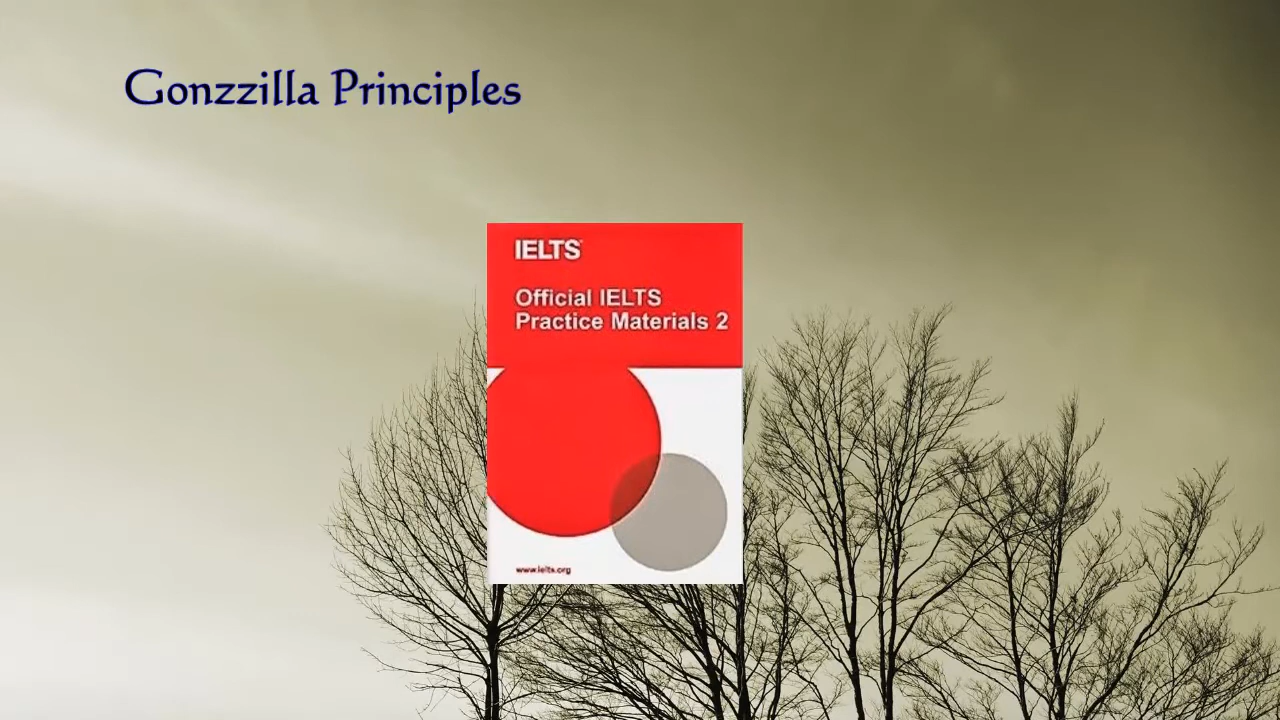 Gonzzilla Principles
IELTS
Official IELTS
Practice Materials 2
www.ielts.org